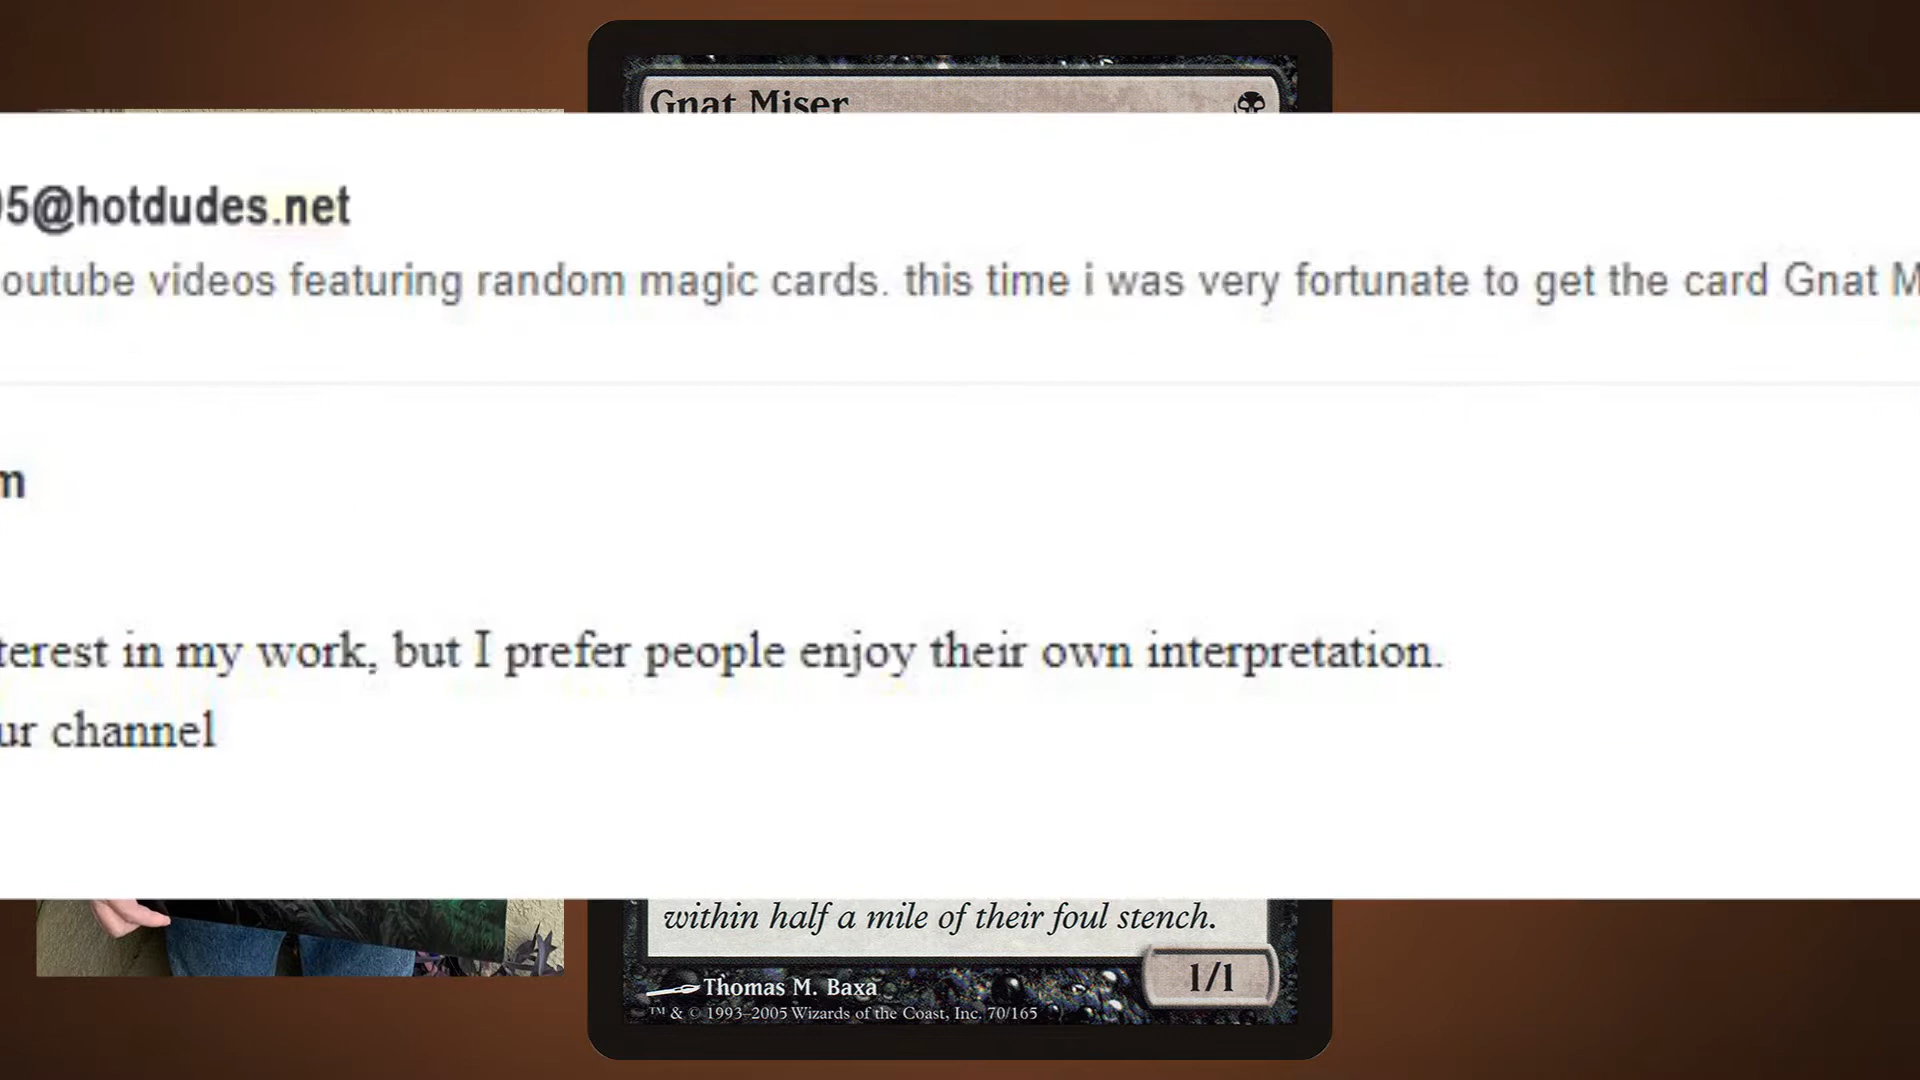 Gnat Miser
5@hotdudes.net
outube videos featuring random magic cards. this time i was very fortunate to get the card Gnat M
m
terest in my work, but I prefer people enjoy their own interpretation.
ur channel
within half a mile of their foul stench.
1/1
Thomas M. Baxa
™ & © 1993–2005 Wizards of the Coast, Inc. 70/165